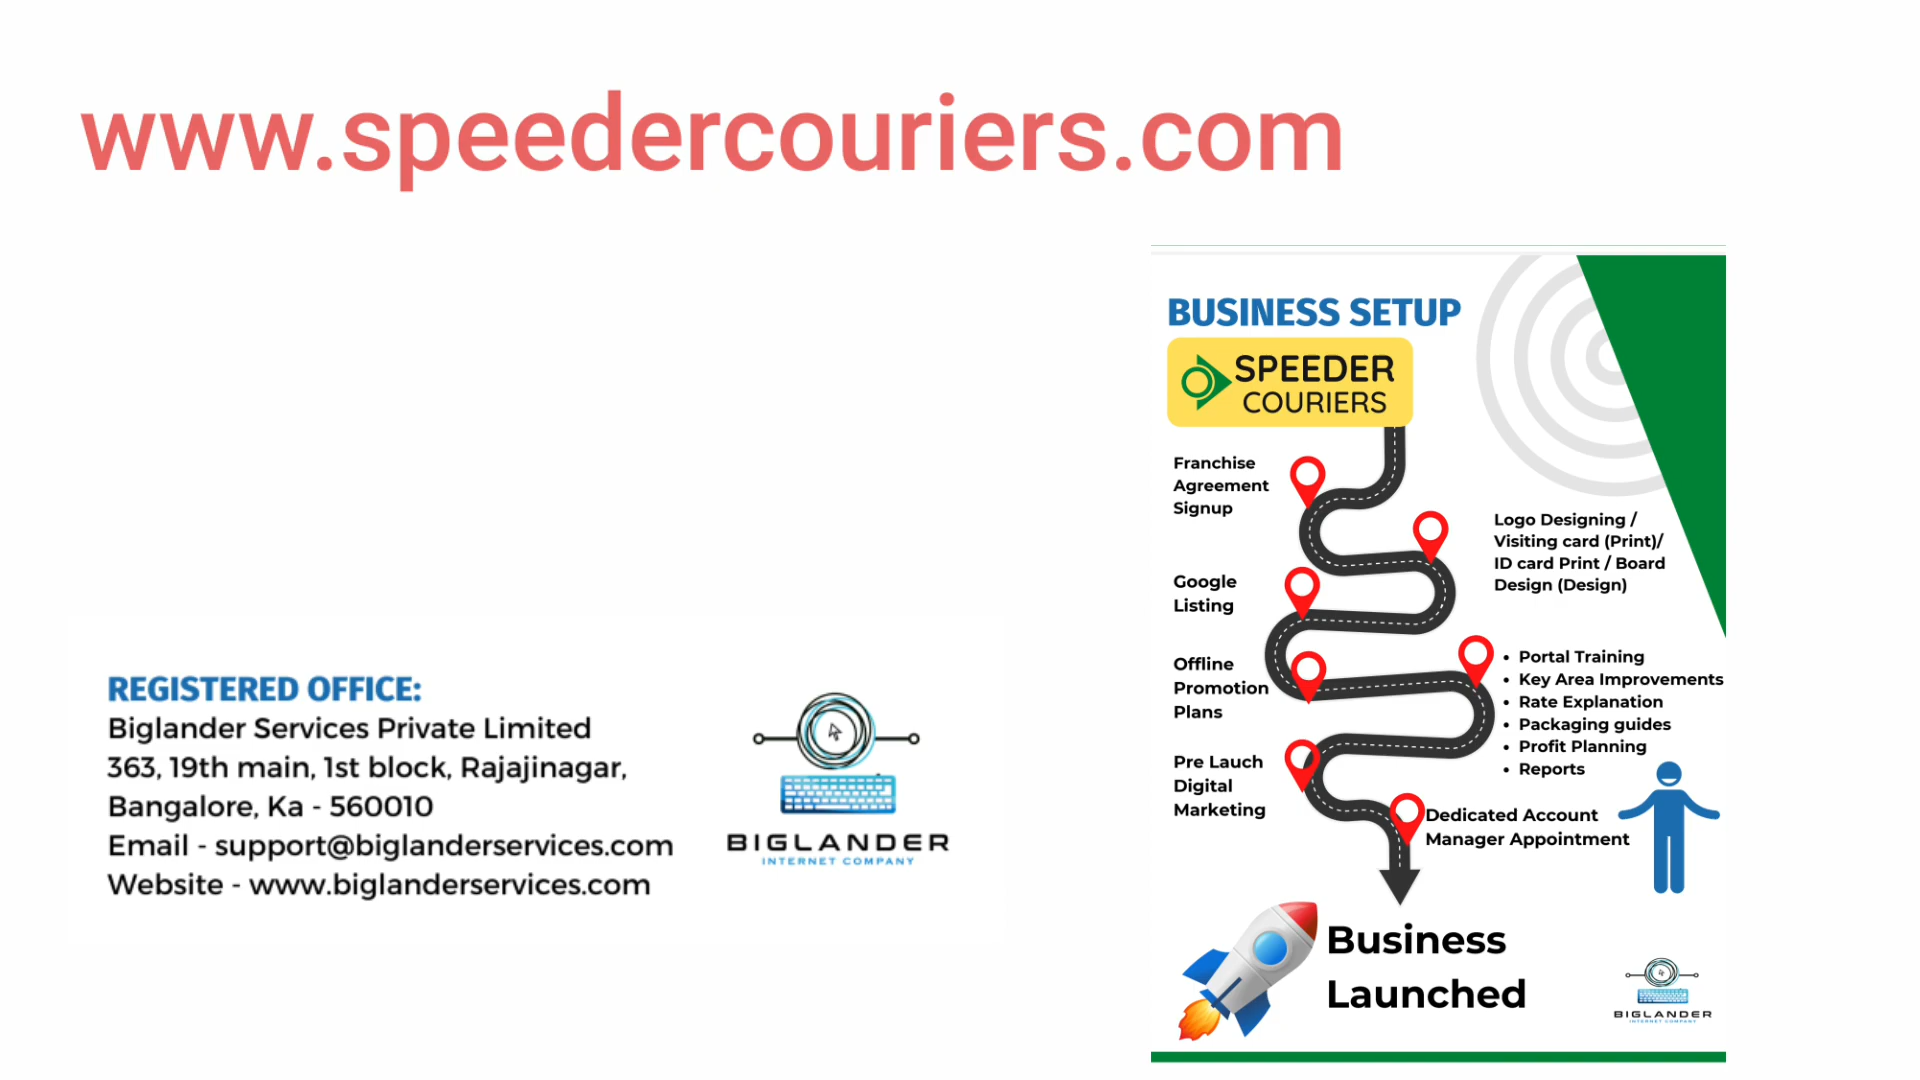 www.speedercouriers.com
REGISTERED OFFICE:
Biglander Services Private Limited
363, 19th main, 1st block, Rajajinagar,
Bangalore, Ka - 560010
Email - support@biglanderservices.com
Website - www.biglanderservices.com
BIGLANDER
INTERNET COMPANY
BUSINESS SETUP
SPEEDER
COURIERS
Franchise
Agreement
Signup
Logo Designing /
Visiting card (Print)/
ID card Print / Board
Design (Design)
Google
Listing
Offline
Promotion
Plans
• Portal Training
• Key Area Improvements
• Rate Explanation
• Packaging guides
• Profit Planning
• Reports
Pre Lauch
Digital
Marketing
Dedicated Account
Manager Appointment
Business
Launched
BIGLANDER
INTERNET COMPANY